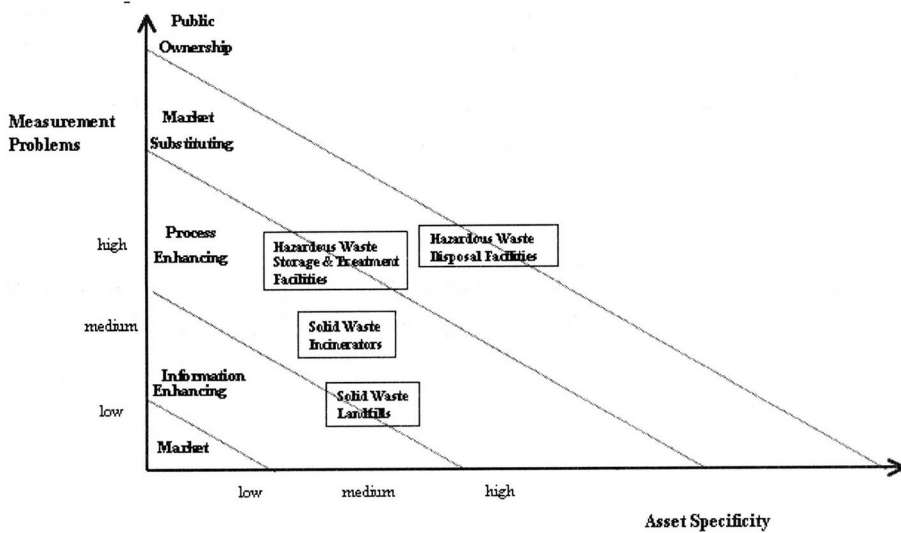 Public
Ownership
Measurement
Problems
Market
Substituting
high
Process
Enhancing
Hazardous Waste
Storage & Treatment
Facilities
Hazardous Waste
Disposal Facilities
medium
Solid Waste
Incinerators
Information
Enhancing
low
Solid Waste
Landfills
Market
low
medium
high
Asset Specificity